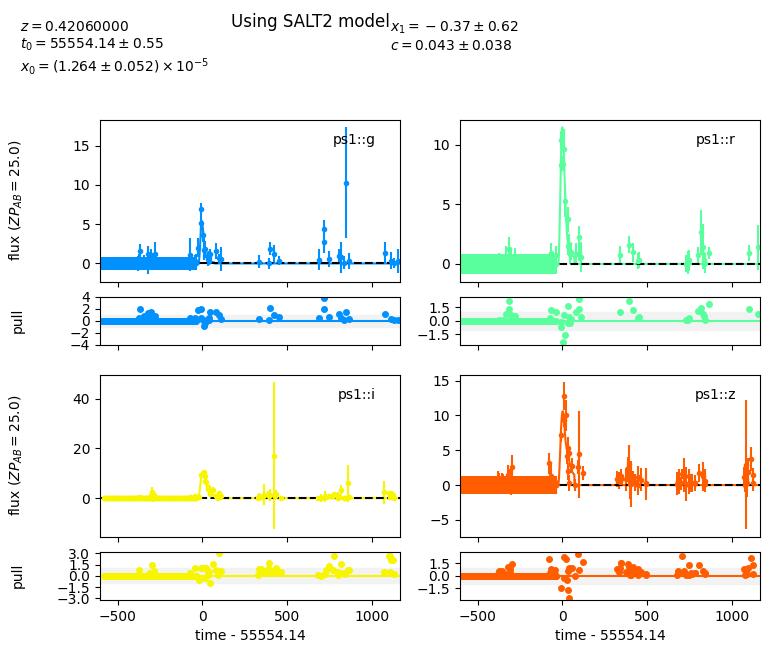 Using SALT2 model
z = 0.42060000
t₀ = 55554.14 ± 0.55
x₀ = (1.264 ± 0.052) × 10⁻⁵
x₁ = − 0.37 ± 0.62
c = 0.043 ± 0.038
flux (ZP_AB = 25.0)
15
10
5
0
ps1::g
10
5
0
ps1::r
pull
4
2
0
−2
−4
1.5
0.0
−1.5
flux (ZP_AB = 25.0)
40
20
0
ps1::i
15
10
5
0
−5
ps1::z
pull
3.0
1.5
0.0
−1.5
−3.0
1.5
0.0
−1.5
−500 0 500 1000
−500 0 500 1000
time - 55554.14
time - 55554.14